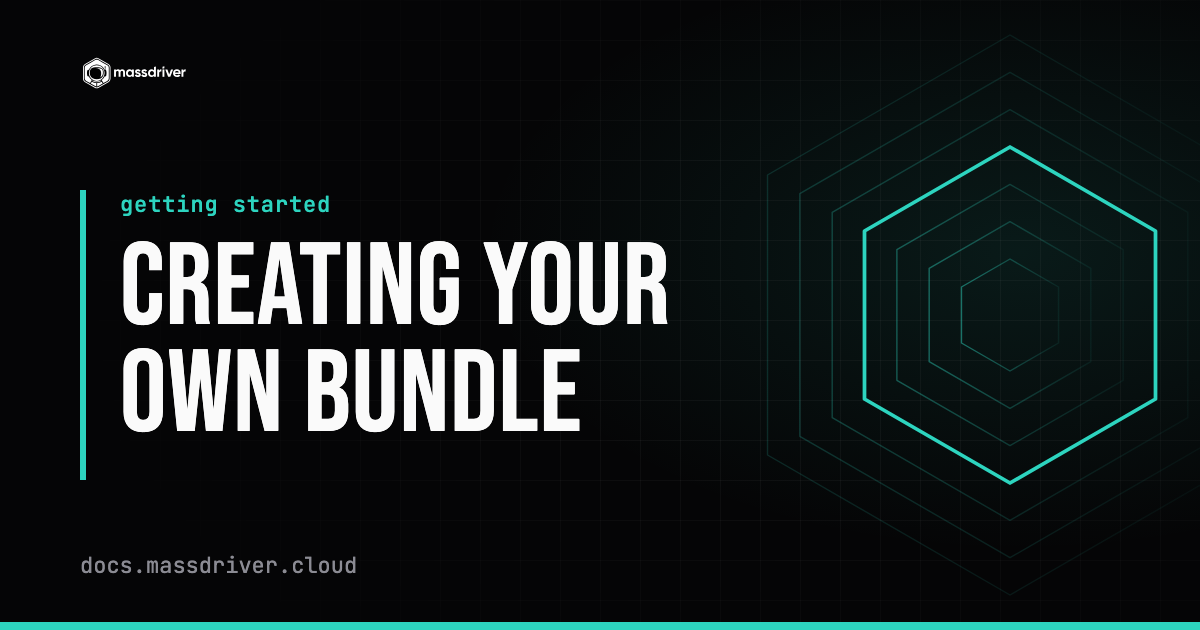 massdriver
getting started
CREATING YOUR
OWN BUNDLE
docs.massdriver.cloud